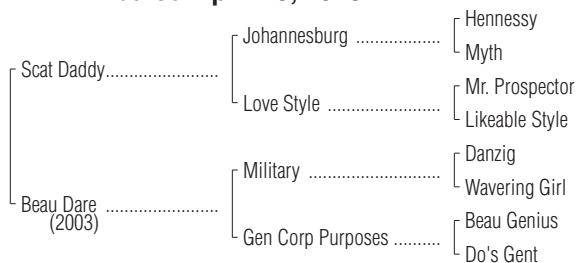 Hennessy
Johannesburg ...................
Myth
Scat Daddy.........................
Mr. Prospector
Love Style .........................
Likeable Style
Danzig
Military .........................
Wavering Girl
Beau Dare .........................
(2003)
Beau Genius
Gen Corp Purposes ..........
Do's Gent